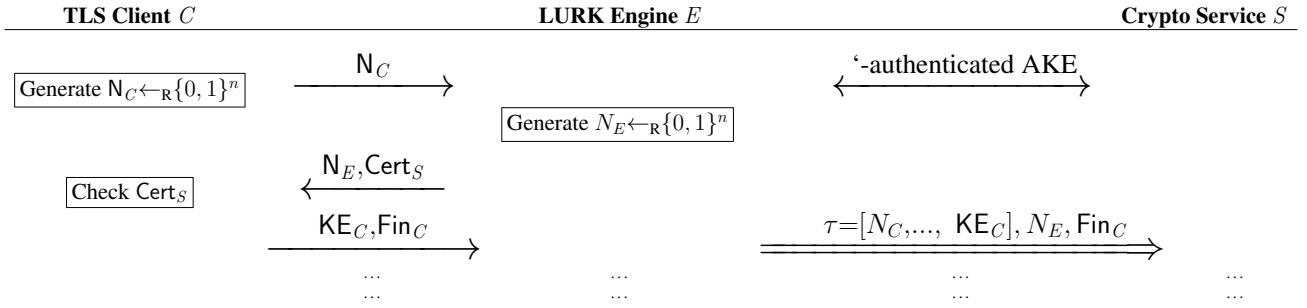 TLS Client C LURK Engine E Crypto Service S
N_C ‘-authenticated AKE
Generate N_C←_R{0, 1}^n
Generate N_E←_R{0, 1}^n
N_E,Cert_S
Check Cert_S
KE_C,Fin_C τ=[N_C,..., KE_C], N_E, Fin_C
... ... ... ...
... ... ... ...